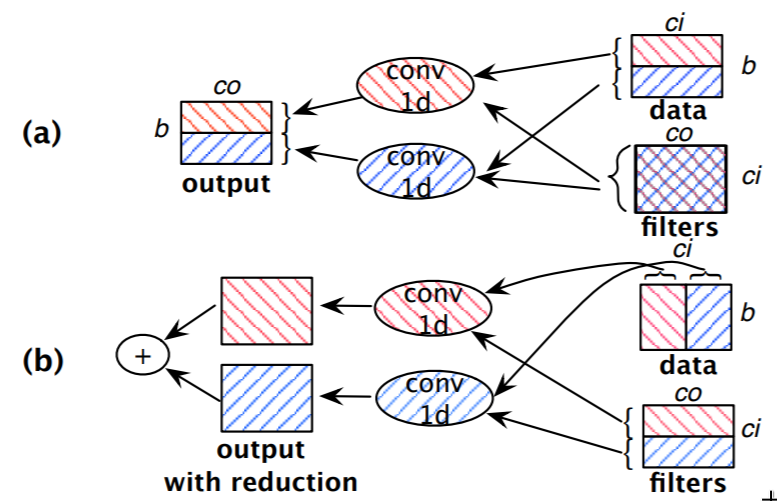 (a)
co
b
output
conv
1d
conv
1d
ci
b
data
co
ci
filters
(b)
+
output
with reduction
conv
1d
conv
1d
ci
b
data
co
ci
filters